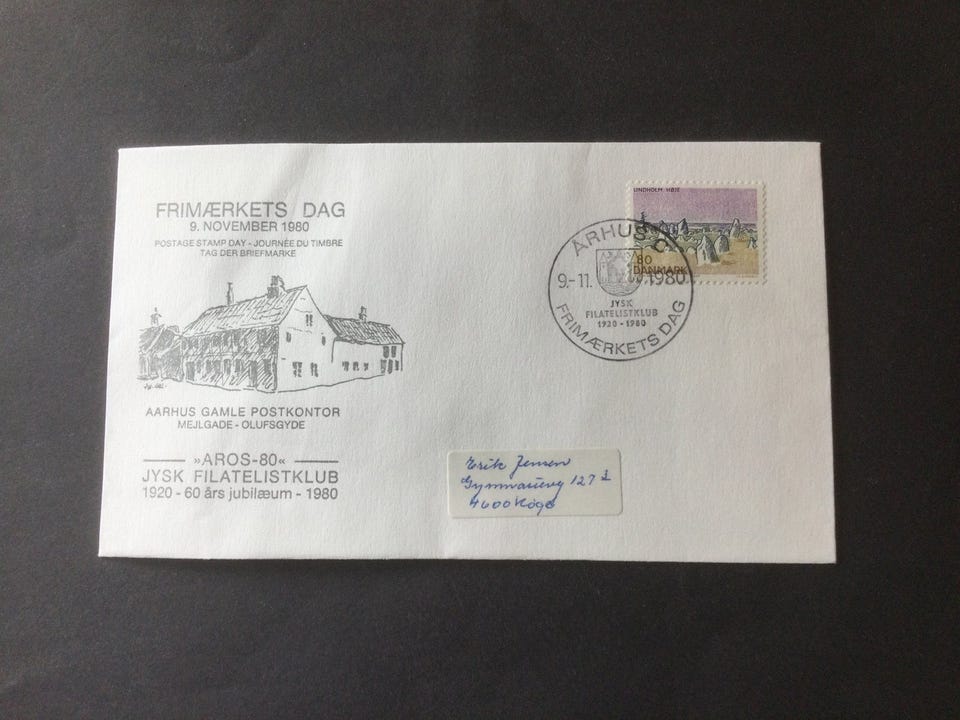 FRIMÆRKETS DAG
9. NOVEMBER 1980
POSTAGE STAMP DAY - JOURNÉE DU TIMBRE
TAG DER BRIEFMARKE
AARHUS GAMLE POSTKONTOR
MEJLGADE - OLUFSGYDE
»AROS-80«
JYSK FILATELISTKLUB
1920 - 60 års jubilæum - 1980
LINDHOLM HØJE
80
DANMARK
ÅRHUS C
9.-11. 1980
JYSK
FILATELISTKLUB
1920 - 1980
FRIMÆRKETS DAG
Erik Jensen
Gymnasievej 127
4600 Køge